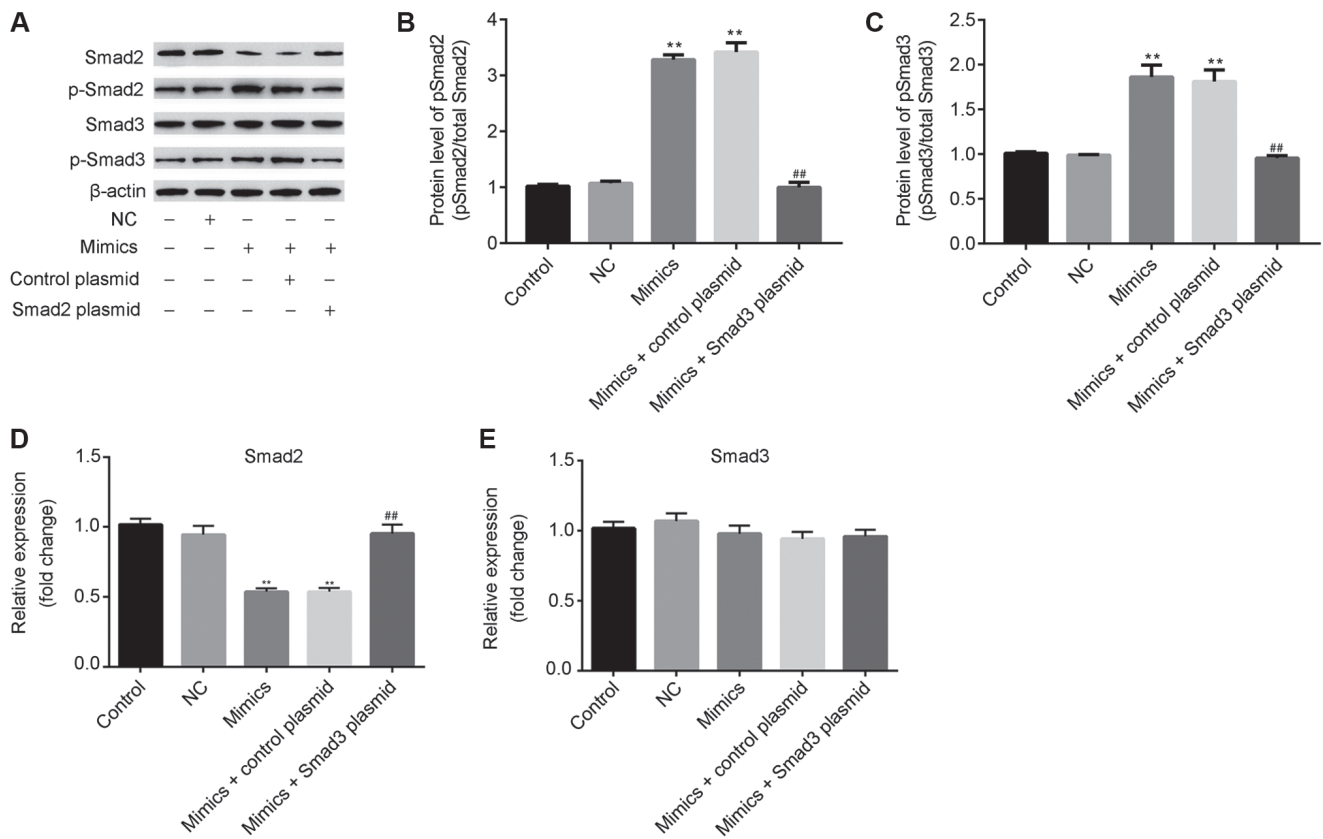 A
Smad2
p-Smad2
Smad3
p-Smad3
β-actin
NC – + – – –
Mimics – – + + +
Control plasmid – – – + –
Smad2 plasmid – – – – +
B
Protein level of pSmad2
(pSmad2/total Smad2)
4
3
2
1
0
**
**
##
Control
NC
Mimics
Mimics + control plasmid
Mimics + Smad3 plasmid
C
Protein level of pSmad3
(pSmad3/total Smad3)
2.5
2.0
1.5
1.0
0.5
0.0
**
**
##
Control
NC
Mimics
Mimics + control plasmid
Mimics + Smad3 plasmid
D
Smad2
Relative expression
(fold change)
1.5
1.0
0.5
0.0
**
**
##
Control
NC
Mimics
Mimics + control plasmid
Mimics + Smad3 plasmid
E
Smad3
Relative expression
(fold change)
1.5
1.0
0.5
0.0
Control
NC
Mimics
Mimics + control plasmid
Mimics + Smad3 plasmid